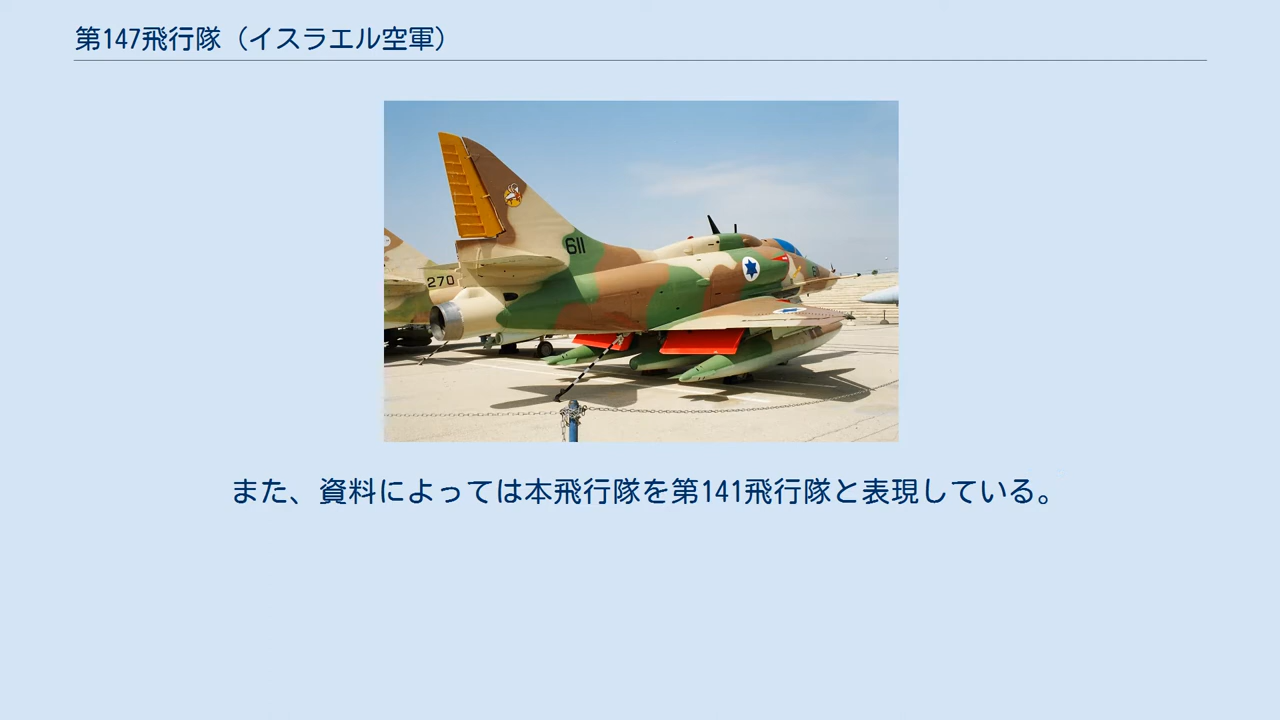 第147飛行隊（イスラエル空軍）
611
270
また、資料によっては本飛行隊を第141飛行隊と表現している。